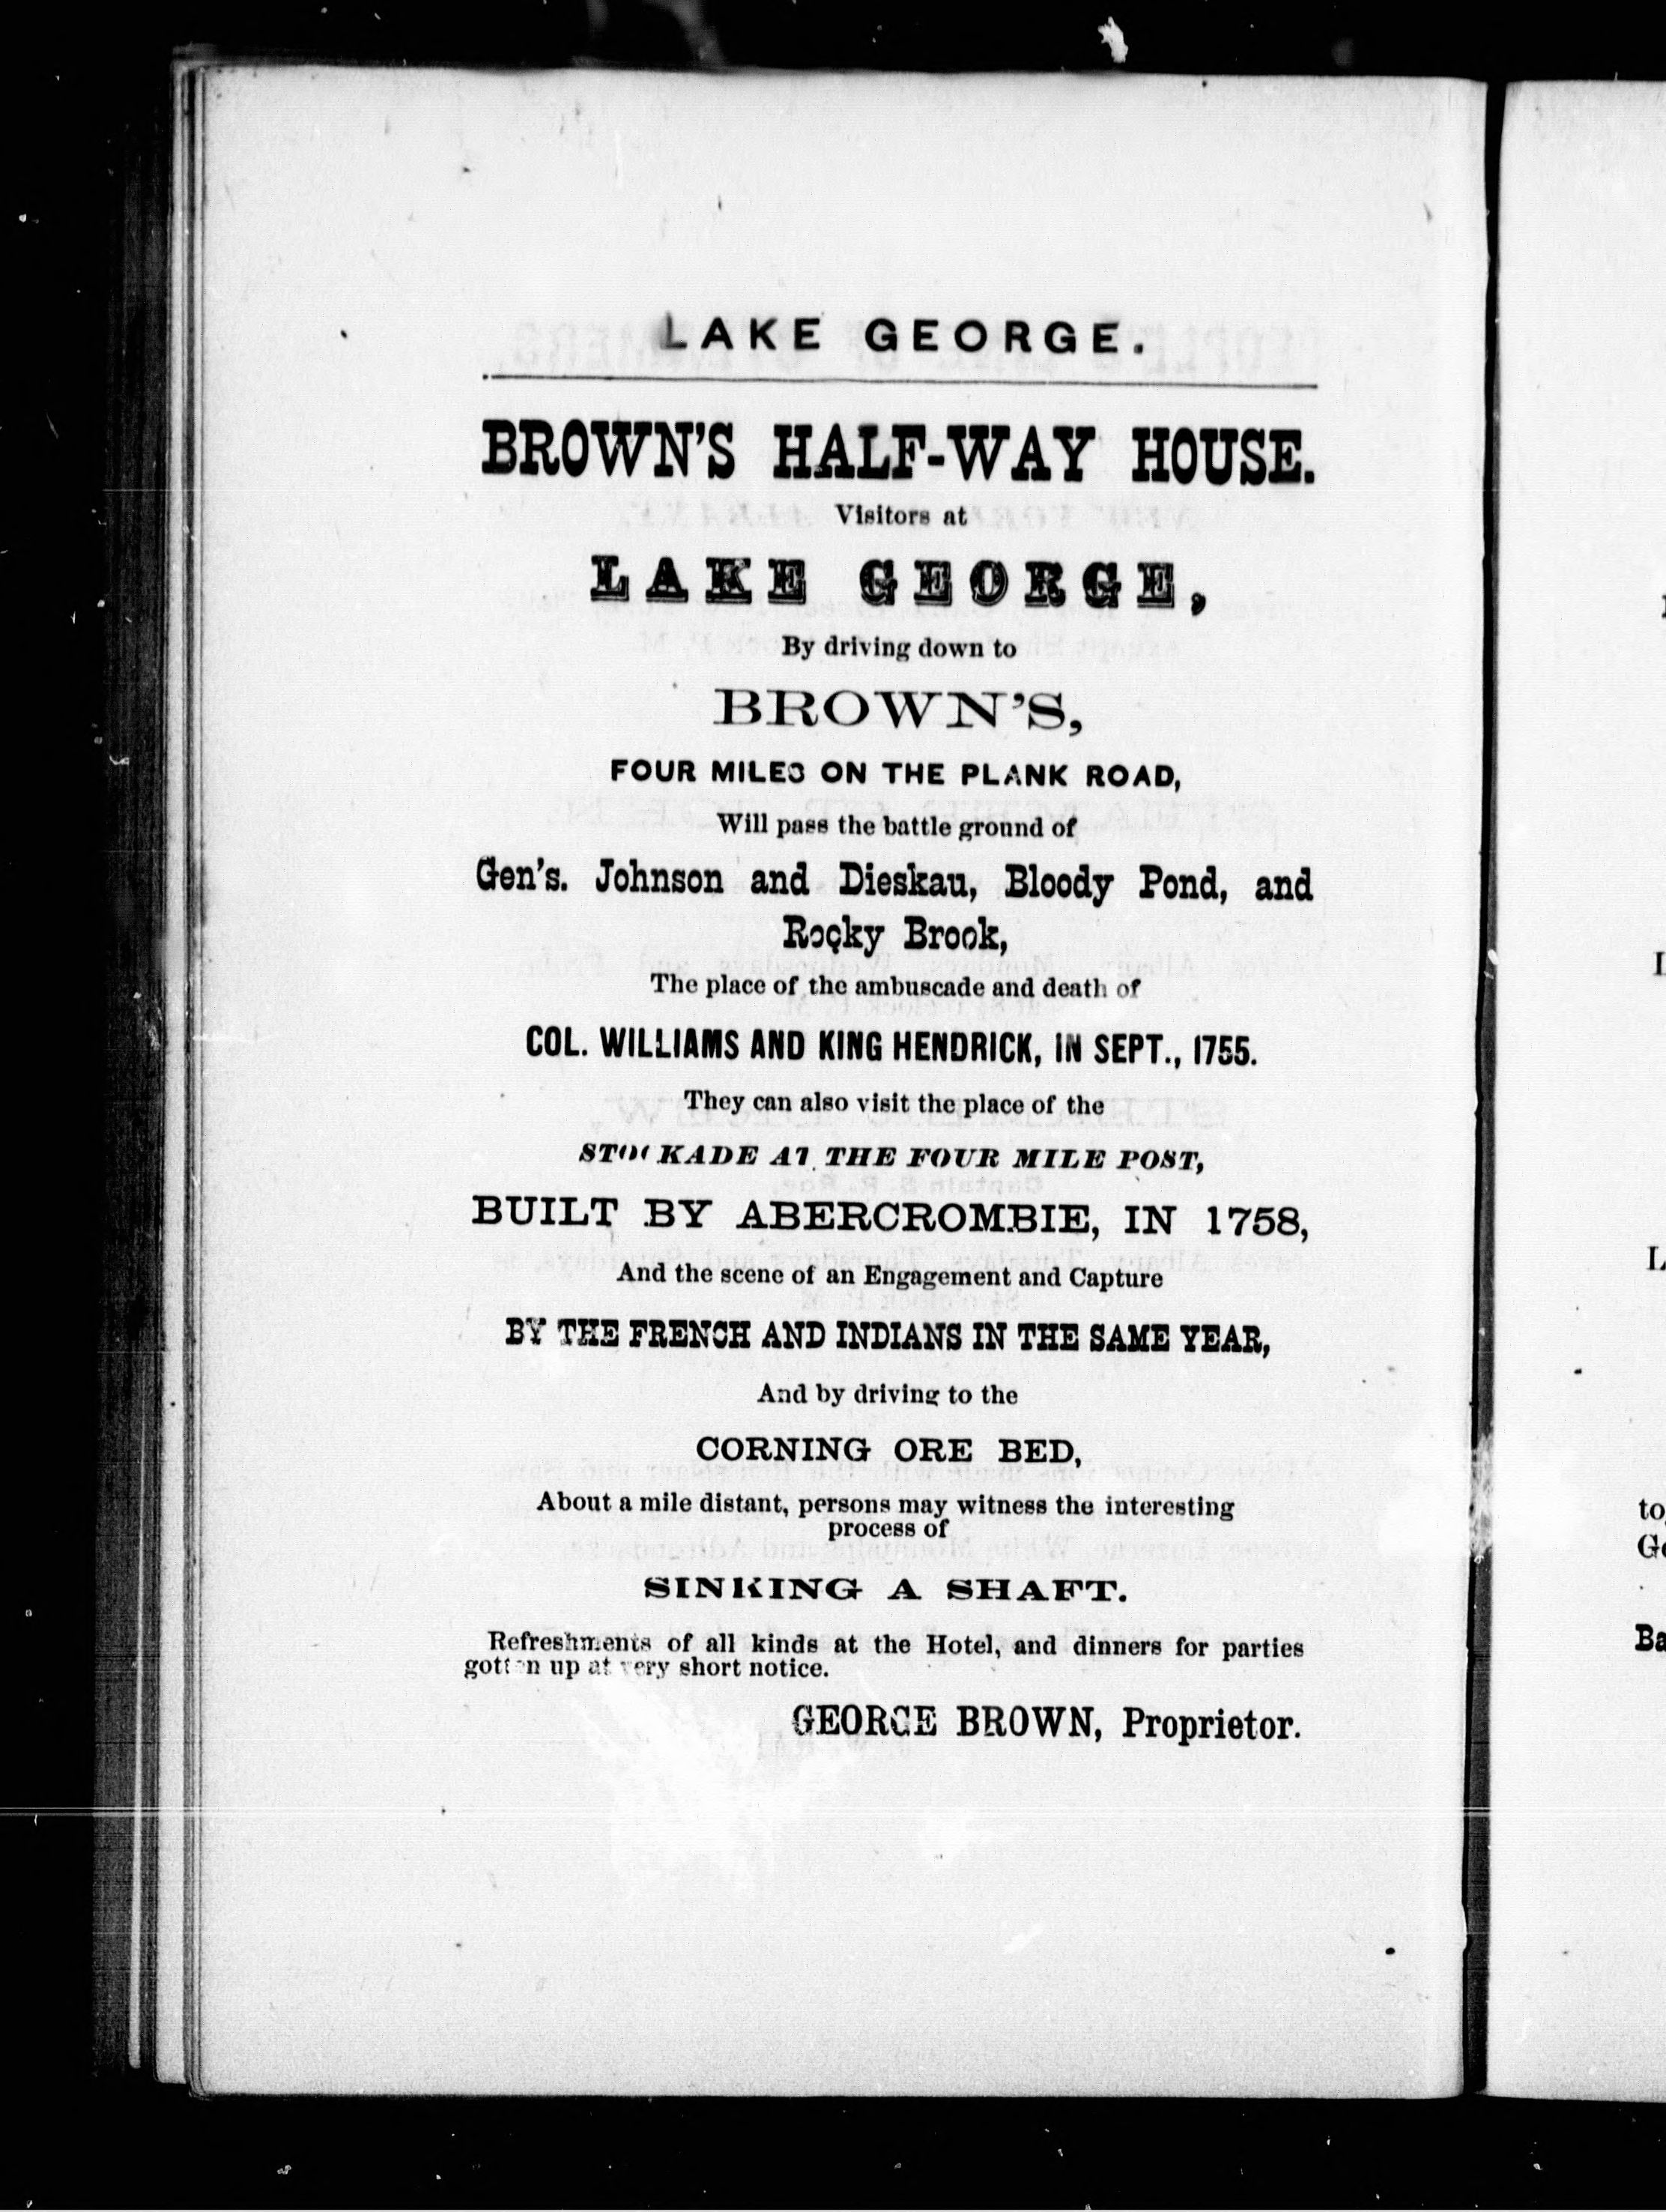 LAKE GEORGE.
BROWN'S HALF-WAY HOUSE.
Visitors at
LAKE GEORGE,
By driving down to
BROWN'S,
FOUR MILES ON THE PLANK ROAD,
Will pass the battle ground of
Gen's. Johnson and Dieskau, Bloody Pond, and
Rocky Brook,
The place of the ambuscade and death of
COL. WILLIAMS AND KING HENDRICK, IN SEPT., 1755.
They can also visit the place of the
STOCKADE AT THE FOUR MILE POST,
BUILT BY ABERCROMBIE, IN 1758,
And the scene of an Engagement and Capture
BY THE FRENCH AND INDIANS IN THE SAME YEAR,
And by driving to the
CORNING ORE BED,
About a mile distant, persons may witness the interesting
process of
SINKING A SHAFT.
Refreshments of all kinds at the Hotel, and dinners for parties
gotten up at very short notice.
GEORGE BROWN, Proprietor.